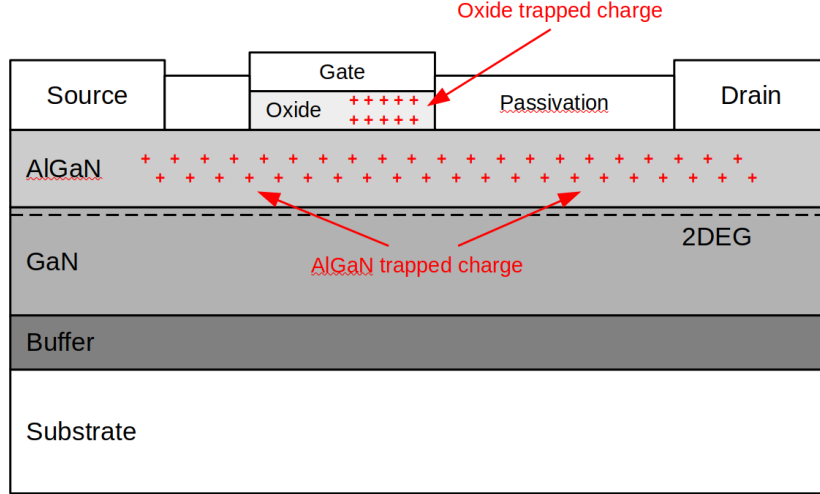 Oxide trapped charge
Gate
Source
Oxide
+ + + + +
+ + + + +
Passivation
Drain
AlGaN
+ + + + + + + + + + + + + + + + + + + + +
+ + + + + + + + + + + + + + + + + + + + +
2DEG
GaN
AlGaN trapped charge
Buffer
Substrate